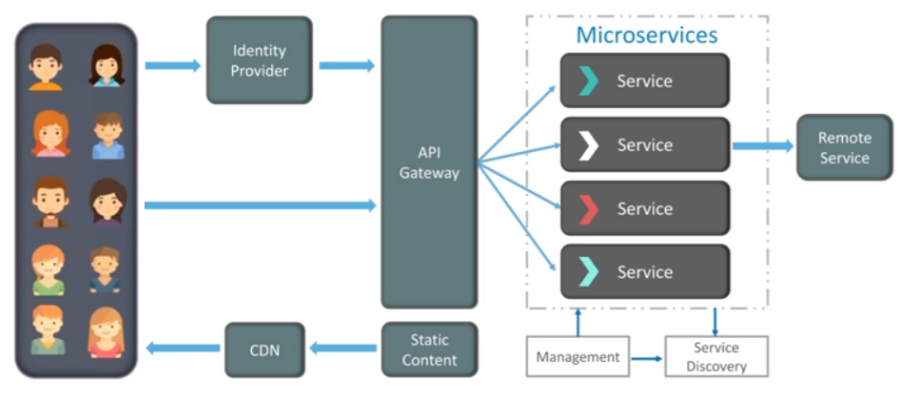 Identity
Provider
API
Gateway
Microservices
Service
Service
Service
Service
Remote
Service
CDN
Static
Content
Management
Service
Discovery